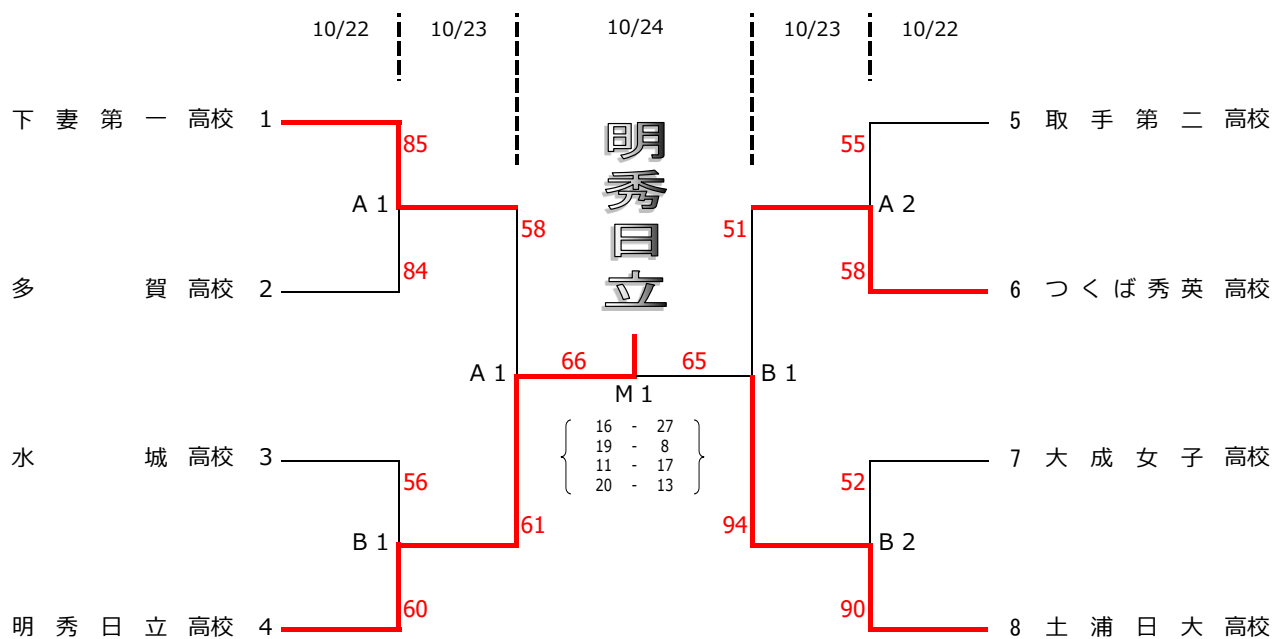 10/22 10/23 10/24 10/23 10/22
下妻第一 高校 1
5 取手第二 高校
85
55
明秀日立
A 1
A 2
58
51
84
58
多賀 高校 2
6 つくば秀英 高校
66
65
A 1
B 1
M 1
16 - 27
19 - 8
11 - 17
20 - 13
水城 高校 3
7 大成女子 高校
56
52
61
94
B 1
B 2
60
90
明秀日立 高校 4
8 土浦日大 高校